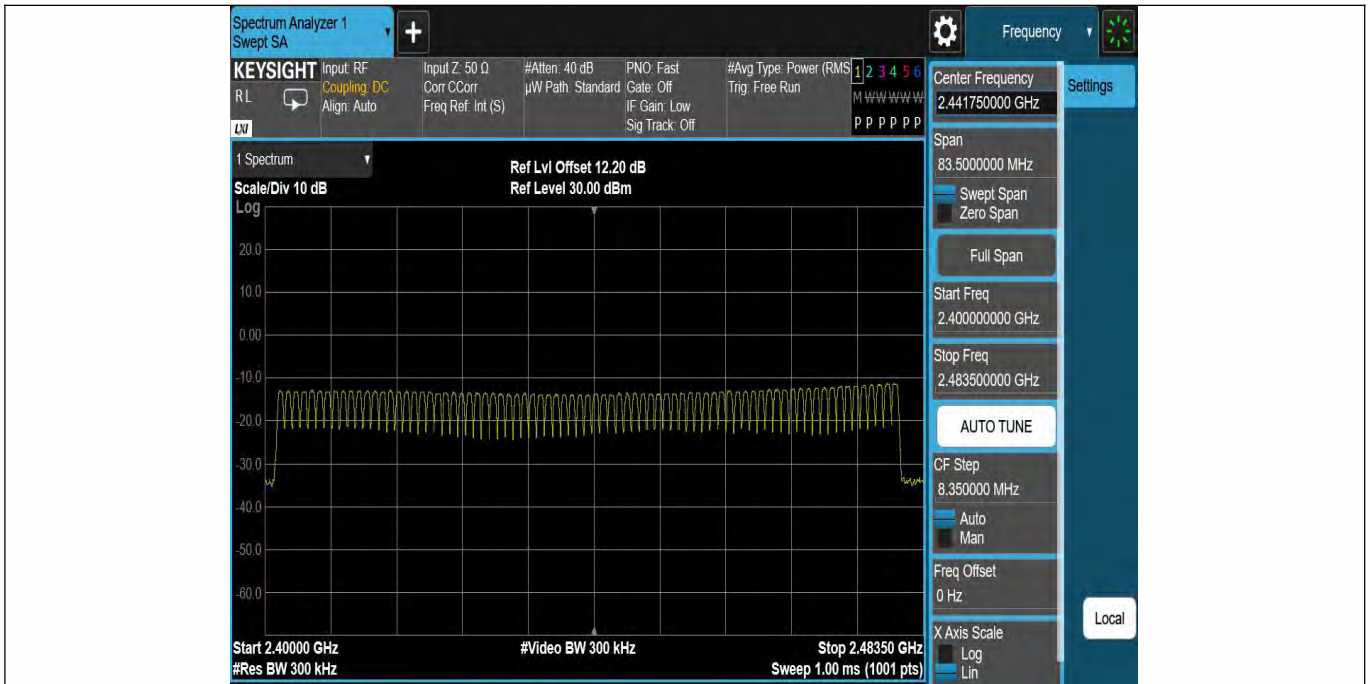 Spectrum Analyzer 1
Swept SA
+
Frequency
KEYSIGHT
R L
LXI
Input: RF
Coupling: DC
Align: Auto
Input Z: 50 Ω
Corr CCorr
Freq Ref: Int (S)
#Atten: 40 dB
µW Path: Standard
PNO: Fast
Gate: Off
IF Gain: Low
Sig Track: Off
#Avg Type: Power (RMS
Trig: Free Run
1 2 3 4 5 6
M W W W W W
P P P P P P
1 Spectrum
Scale/Div 10 dB
Log
Ref Lvl Offset 12.20 dB
Ref Level 30.00 dBm
20.0
10.0
0.00
-10.0
-20.0
-30.0
-40.0
-50.0
-60.0
Start 2.40000 GHz
#Res BW 300 kHz
#Video BW 300 kHz
Stop 2.48350 GHz
Sweep 1.00 ms (1001 pts)
Center Frequency
2.441750000 GHz
Settings
Span
83.5000000 MHz
Swept Span
Zero Span
Full Span
Start Freq
2.400000000 GHz
Stop Freq
2.483500000 GHz
AUTO TUNE
CF Step
8.350000 MHz
Auto
Man
Freq Offset
0 Hz
X Axis Scale
Log
Lin
Local